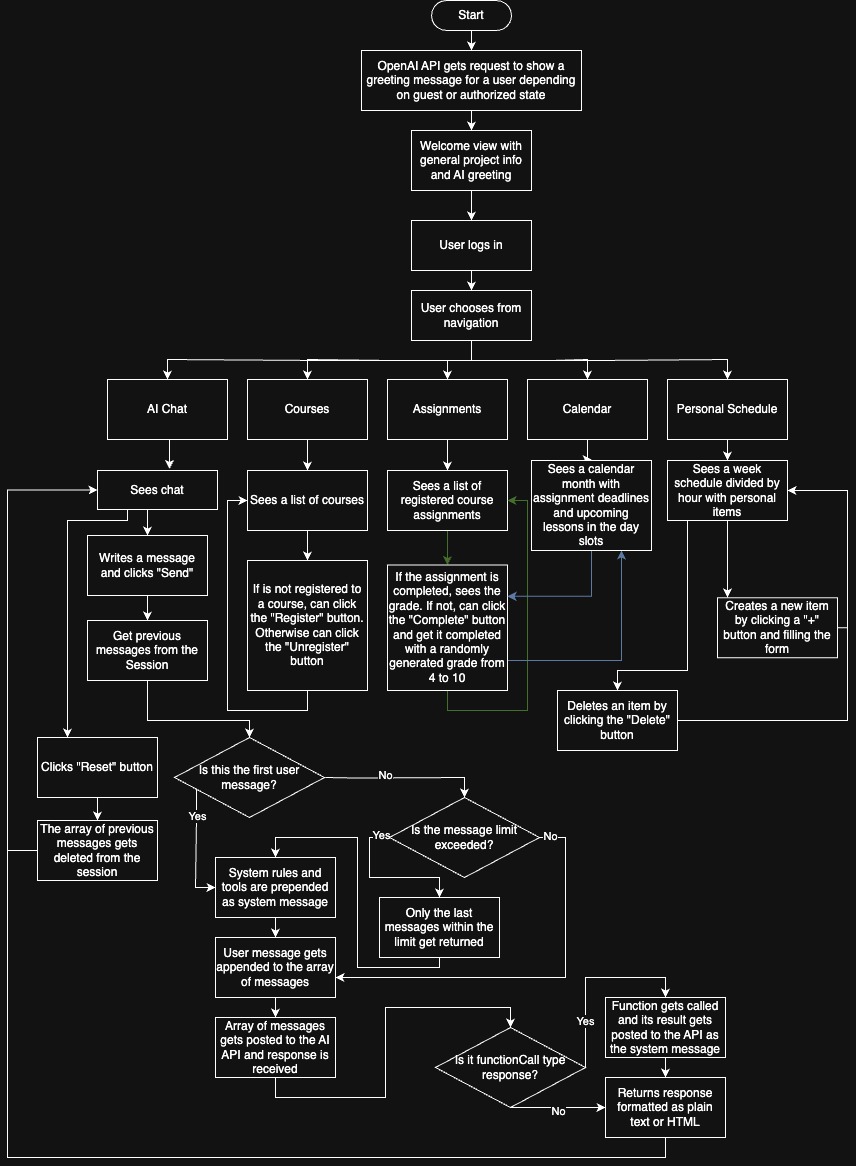 Start
OpenAI API gets request to show a
greeting message for a user depending
on guest or authorized state
Welcome view with
general project info
and AI greeting
User logs in
User chooses from
navigation
AI Chat
Courses
Assignments
Calendar
Personal Schedule
Sees chat
Sees a list of courses
Sees a list of
registered course
assignments
Sees a calendar
month with
assignment deadlines
and upcoming
lessons in the day
slots
Sees a week
schedule divided by
hour with personal
items
Writes a message
and clicks "Send"
If is not registered to
a course, can click
the "Register" button.
Otherwise can click
the "Unregister"
button
If the assignment is
completed, sees the
grade. If not, can click
the "Complete" button
and get it completed
with a randomly
generated grade from
4 to 10
Creates a new item
by clicking a "+"
button and filling the
form
Get previous
messages from the
Session
Deletes an item by
clicking the "Delete"
button
Clicks "Reset" button
Is this the first user
message?
No
Yes
The array of previous
messages gets
deleted from the
session
Is the message limit
exceeded?
Yes
No
System rules and
tools are prepended
as system message
Only the last
messages within the
limit get returned
User message gets
appended to the array
of messages
Array of messages
gets posted to the AI
API and response is
received
Is it functionCall type
response?
Yes
No
Function gets called
and its result gets
posted to the API as
the system message
Returns response
formatted as plain
text or HTML